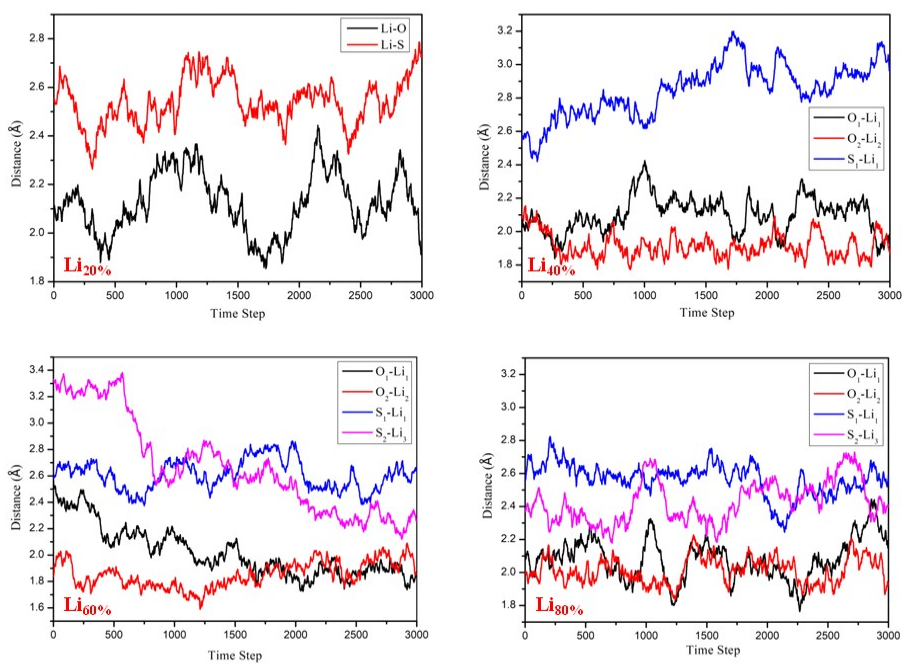 2.8
2.6
2.4
2.2
2.0
1.8
Distance (Å)
Li-O
Li-S
Li20%
0 500 1000 1500 2000 2500 3000
Time Step
3.2
3.0
2.8
2.6
2.4
2.2
2.0
1.8
Distance (Å)
O1-Li1
O2-Li2
S1-Li1
Li40%
0 500 1000 1500 2000 2500 3000
Time Step
3.4
3.2
3.0
2.8
2.6
2.4
2.2
2.0
1.8
1.6
Distance (Å)
O1-Li1
O2-Li2
S1-Li1
S2-Li3
Li60%
0 500 1000 1500 2000 2500 3000
Time Step
3.2
3.0
2.8
2.6
2.4
2.2
2.0
1.8
Distance (Å)
O1-Li1
O2-Li2
S1-Li1
S2-Li3
Li80%
0 500 1000 1500 2000 2500 3000
Time Step